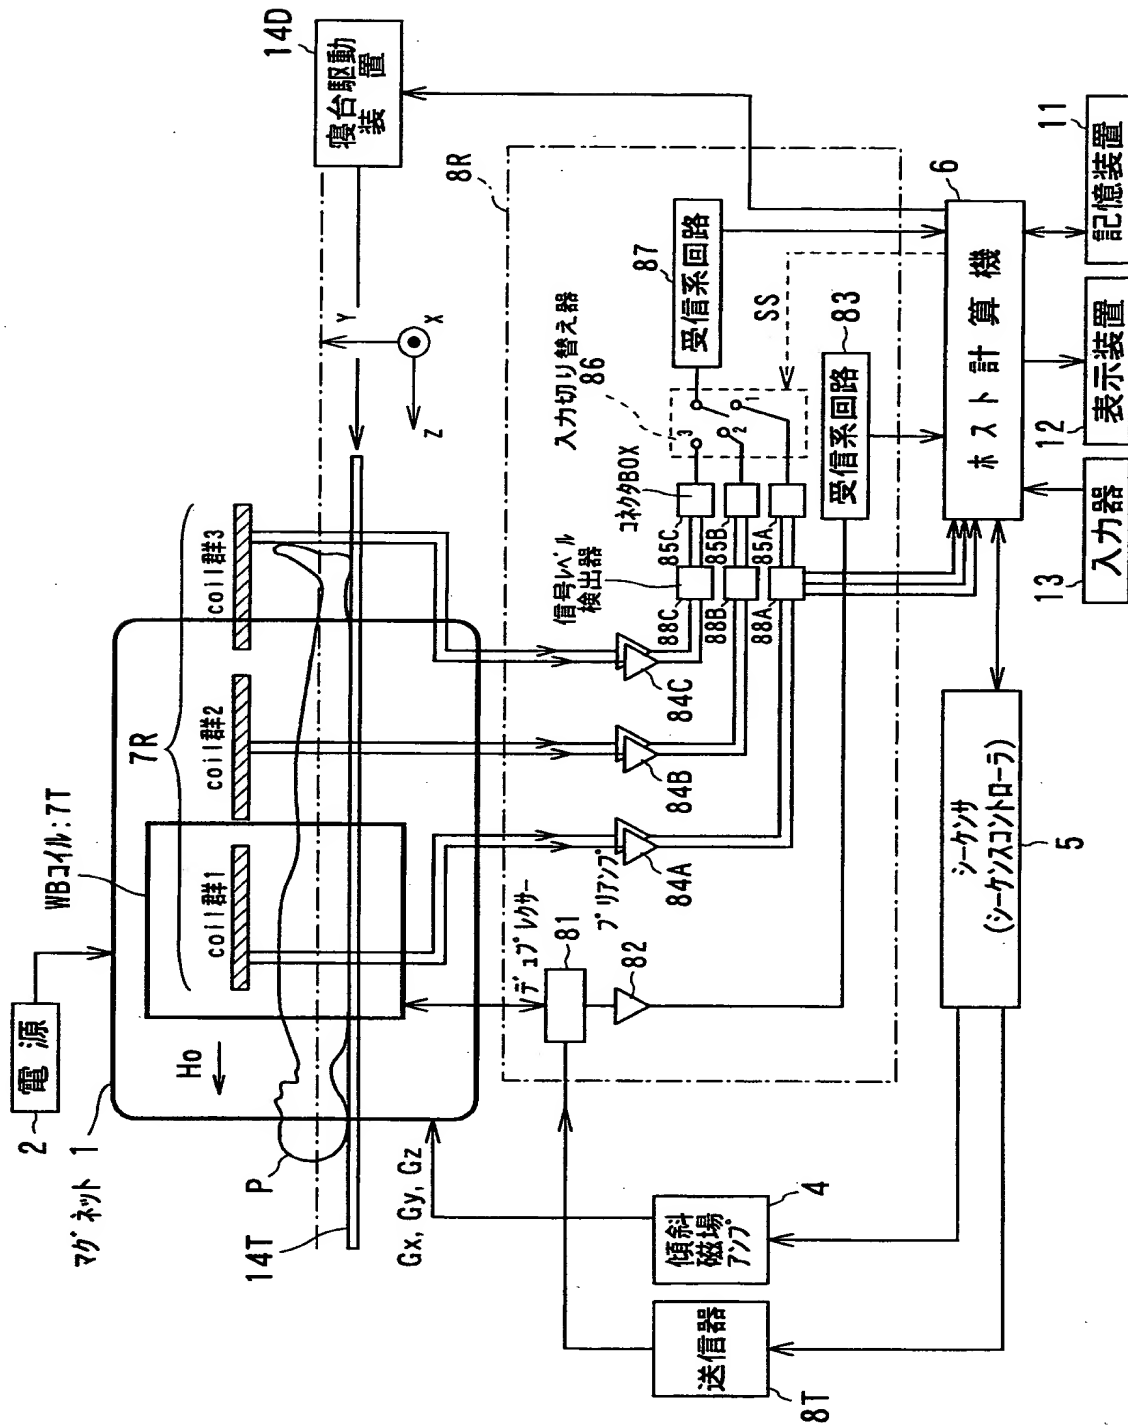 2
電源
マグネット 1
WBコイル:7T
7R
coil群1
coil群2
coil群3
14D
寝台駆動
装置
Ho
P
14T
Y
X
Z
Gx, Gy, Gz
8R
デュプレクサー
81
82
プリアンプ
84A
84B
84C
信号レベル
検出器
88C
88B
88A
コネクタBOX
85C
85B
85A
入力切り替え器
86
3
2
1
87
受信系回路
SS
83
受信系回路
4
傾斜
磁場
アンプ
送信器
8T
シーケンサ
(シーケンスコントローラ)
5
6
ホスト計算機
13
入力器
12
表示装置
11
記憶装置